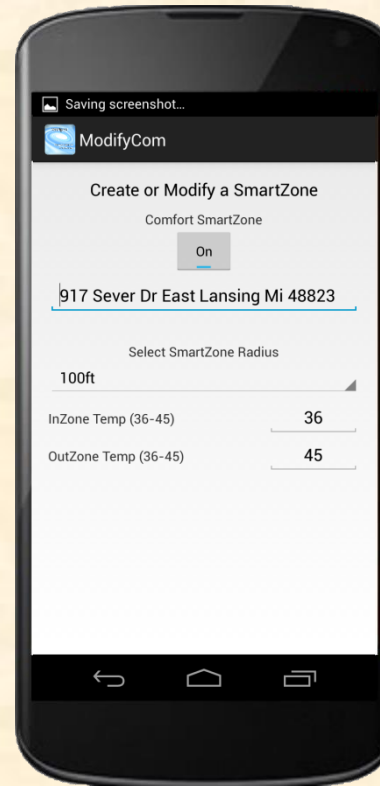 Saving screenshot...
ModifyCom
Create or Modify a SmartZone
Comfort SmartZone
On
917 Sever Dr East Lansing Mi 48823
Select SmartZone Radius
100ft
InZone Temp (36-45) 36
OutZone Temp (36-45) 45